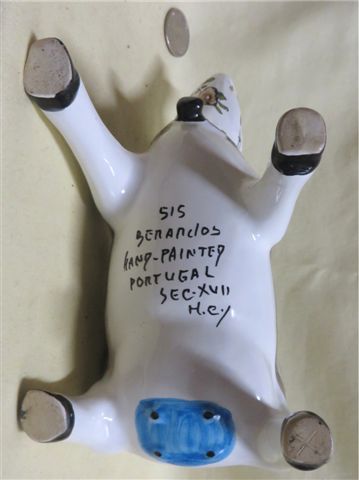 515
BERARDOS
HAND-PAINTED
PORTUGAL
SEC-XVII
H.C/